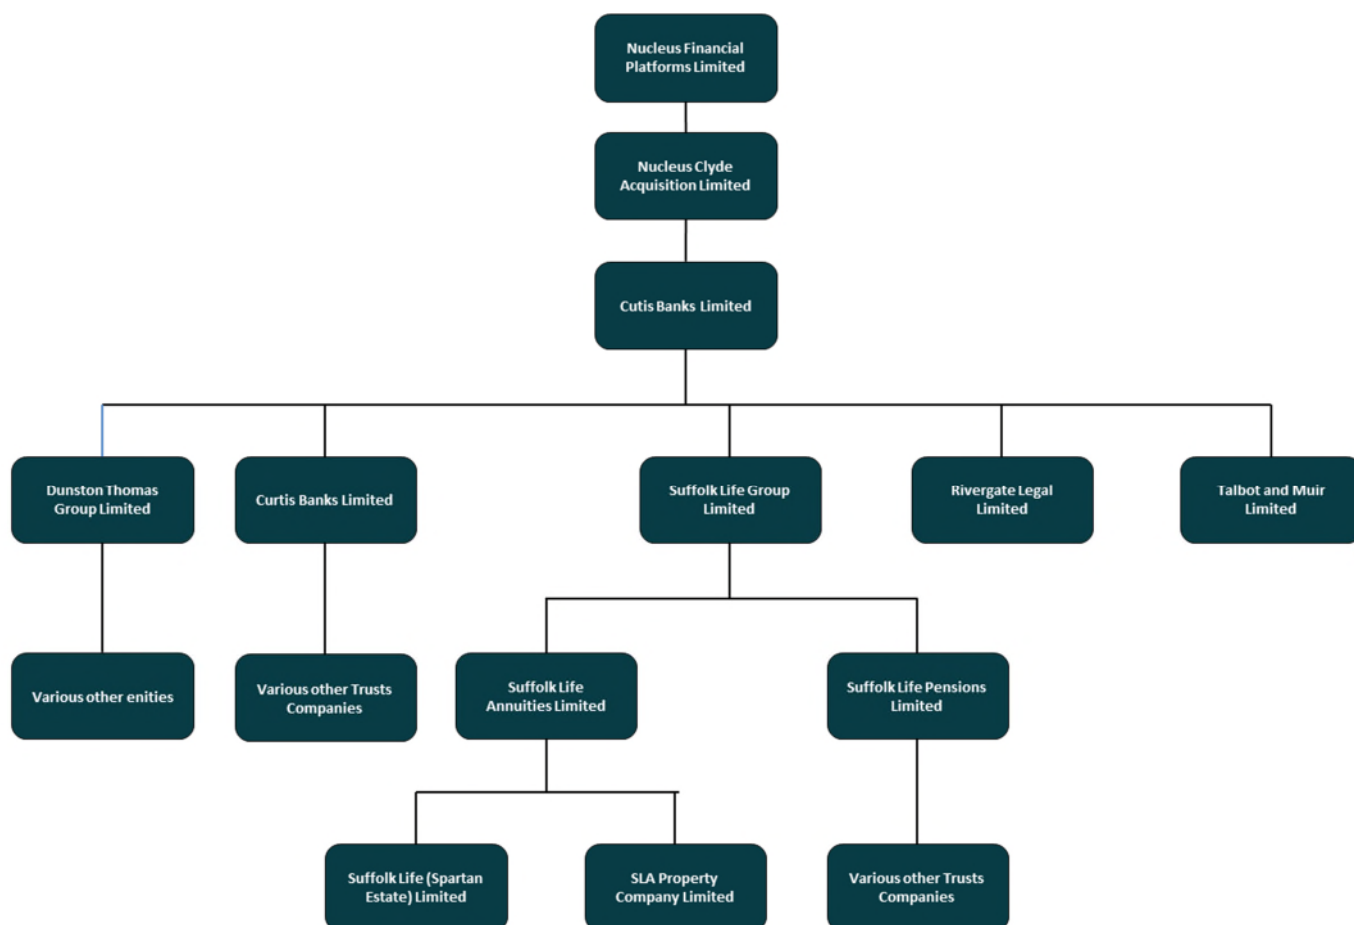 Nucleus Financial
Platforms Limited
Nucleus Clyde
Acquisition Limited
Cutis Banks Limited
Dunston Thomas
Group Limited
Curtis Banks Limited
Suffolk Life Group
Limited
Rivergate Legal
Limited
Talbot and Muir
Limited
Various other enities
Various other Trusts
Companies
Suffolk Life
Annuities Limited
Suffolk Life Pensions
Limited
Suffolk Life (Spartan
Estate) Limited
SLA Property
Company Limited
Various other Trusts
Companies